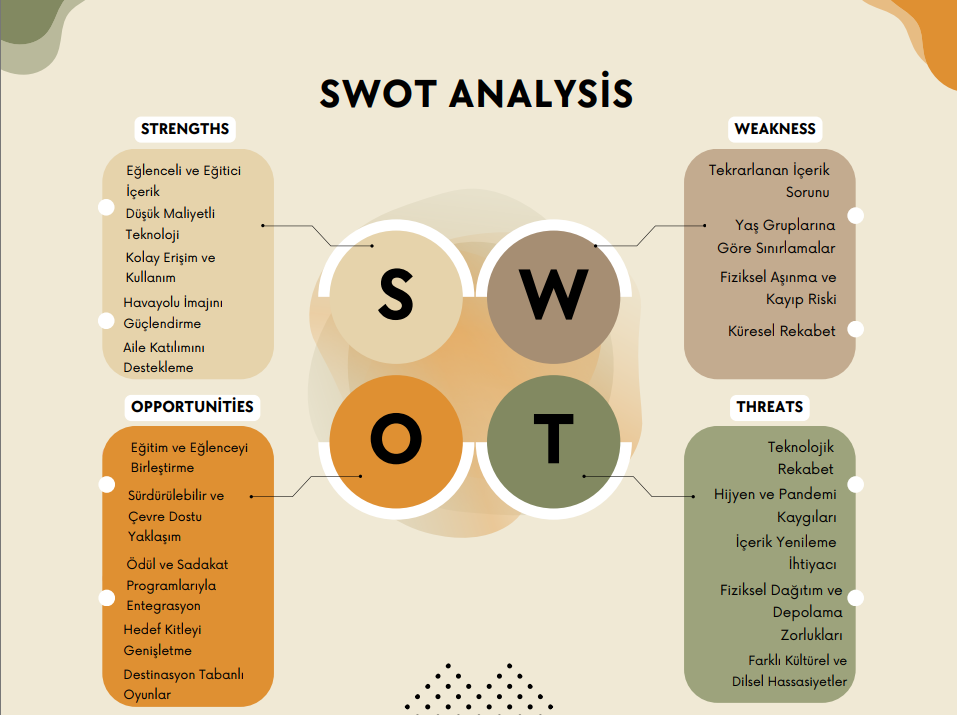 SWOT ANALYSİS
STRENGTHS
Eğlenceli ve Eğitici
İçerik
Düşük Maliyetli
Teknoloji
Kolay Erişim ve
Kullanım
Havayolu İmajını
Güçlendirme
Aile Katılımını
Destekleme
WEAKNESS
Tekrarlanan İçerik
Sorunu
Yaş Gruplarına
Göre Sınırlamalar
Fiziksel Aşınma ve
Kayıp Riski
Küresel Rekabet
S
W
O
T
OPPORTUNİTİES
Eğitim ve Eğlenceyi
Birleştirme
Sürdürülebilir ve
Çevre Dostu
Yaklaşım
Ödül ve Sadakat
Programlarıyla
Entegrasyon
Hedef Kitleyi
Genişletme
Destinasyon Tabanlı
Oyunlar
THREATS
Teknolojik
Rekabet
Hijyen ve Pandemi
Kaygıları
İçerik Yenileme
İhtiyacı
Fiziksel Dağıtım ve
Depolama
Zorlukları
Farklı Kültürel ve
Dilsel Hassasiyetler